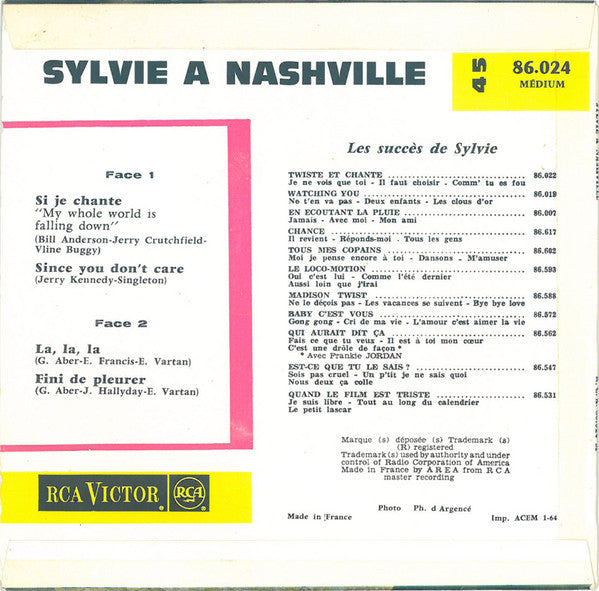 SYLVIE A NASHVILLE
45
86.024
MÉDIUM
Face 1
Si je chante
"My whole world is
falling down"
(Bill Anderson-Jerry Crutchfield-
Vline Buggy)
Since you don't care
(Jerry Kennedy-Singleton)
Face 2
La, la, la
(G. Aber-E. Francis-E. Vartan)
Fini de pleurer
(G. Aber-J. Hallyday-E. Vartan)
Les succès de Sylvie
TWISTE ET CHANTE 86.022
Je ne vois que toi - Il faut choisir - Comm' tu es fou
WATCHING YOU 86.019
Ne t'en va pas - Deux enfants - Les clous d'or
EN ECOUTANT LA PLUIE 86.007
Jamais - Avec moi - Mon ami
CHANCE 86.617
Il revient - Réponds-moi . Tous les gens
TOUS MES COPAINS 86.602
Moi je pense encore à toi - Dansons - M'amuser
LE LOCO-MOTION 86.593
Oui c'est lui - Comme l'été dernier
Aussi loin que j'irai
MADISON TWIST 86.588
Ne le déçois pas - Les vacances se suivent - Bye bye love
BABY C'EST VOUS 86.572
Gong gong - Cri de ma vie - L'amour c'est aimer la vie
QUI AURAIT DIT ÇA 86.562
Fais ce que tu veux - Il est à toi mon cœur
C'est une drôle de façon *
* Avec Frankie JORDAN
EST-CE QUE TU LE SAIS ? 86.547
Sois pas cruel - Un p'tit je ne sais quoi
Nous deux ça colle
QUAND LE FILM EST TRISTE 86.531
Je suis libre - Tout au long du calendrier
Le petit lascar
Marque (s) déposée (s) Trademark (s)
(R) registered
Trademark (s) used by authority and under
control of Radio Corporation of America
Made in France by A R E A from R C A
master recording
RCA VICTOR
RCA
Photo Ph. d Argencé
Made in France
Imp. ACEM 1-64